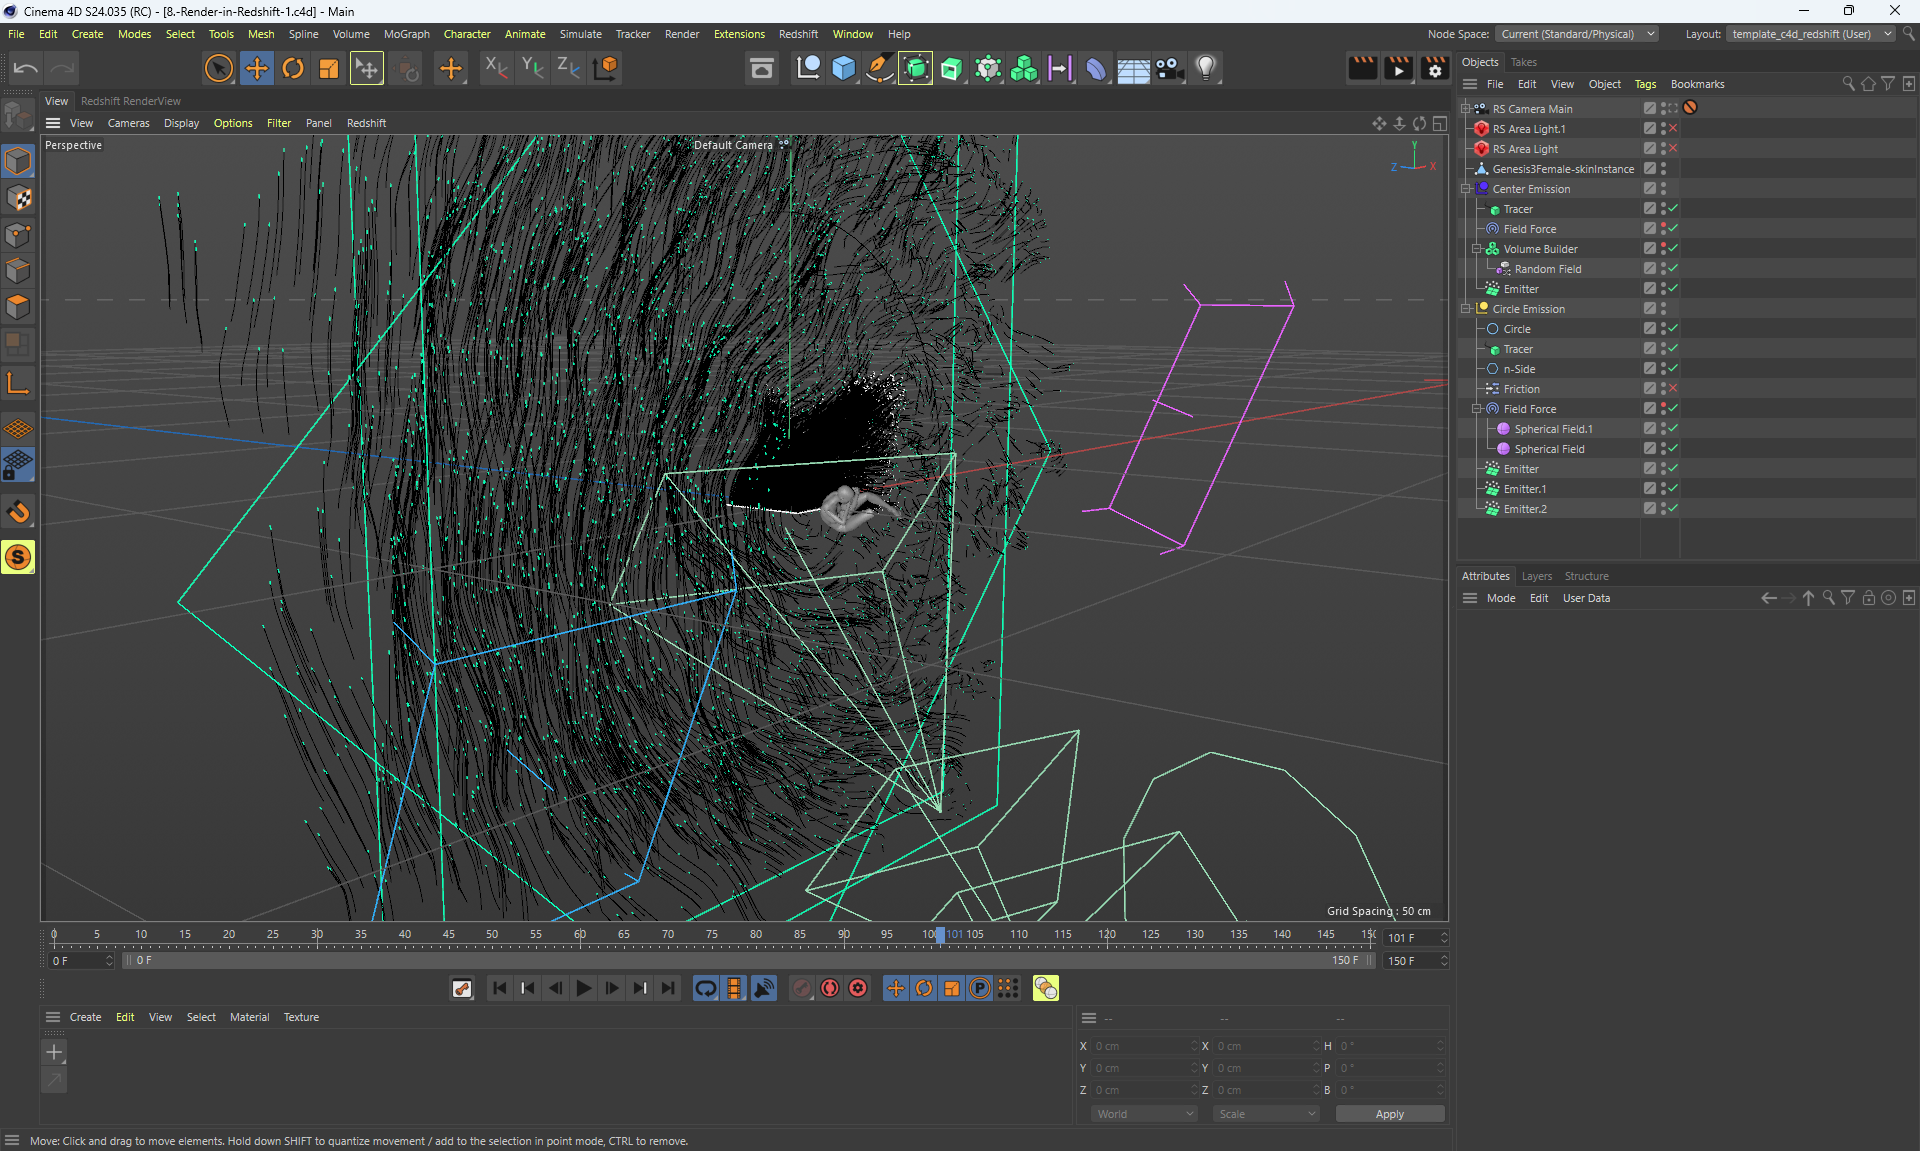 Cinema 4D S24.035 (RC) - [8.-Render-in-Redshift-1.c4d] - Main
File Edit Create Modes Select Tools Mesh Spline Volume MoGraph Character Animate Simulate Tracker Render Extensions Redshift Window Help
Node Space: Current (Standard/Physical) Layout: template_c4d_redshift (User)
X Y Z
View Redshift RenderView
View Cameras Display Options Filter Panel Redshift
Perspective
Default Camera
Y
Z X
Grid Spacing : 50 cm
0 5 10 15 20 25 30 35 40 45 50 55 60 65 70 75 80 85 90 95 100 101 105 110 115 120 125 130 135 140 145 150
101 F
0 F 0 F 150 F 150 F
Create Edit View Select Material Texture
-- -- --
X 0 cm X 0 cm H 0 °
Y 0 cm Y 0 cm P 0 °
Z 0 cm Z 0 cm B 0 °
World Scale Apply
Move: Click and drag to move elements. Hold down SHIFT to quantize movement / add to the selection in point mode, CTRL to remove.
Objects Takes
File Edit View Object Tags Bookmarks
RS Camera Main
RS Area Light.1
RS Area Light
Genesis3Female-skinInstance
Center Emission
Tracer
Field Force
Volume Builder
Random Field
Emitter
Circle Emission
Circle
Tracer
n-Side
Friction
Field Force
Spherical Field.1
Spherical Field
Emitter
Emitter.1
Emitter.2
Attributes Layers Structure
Mode Edit User Data